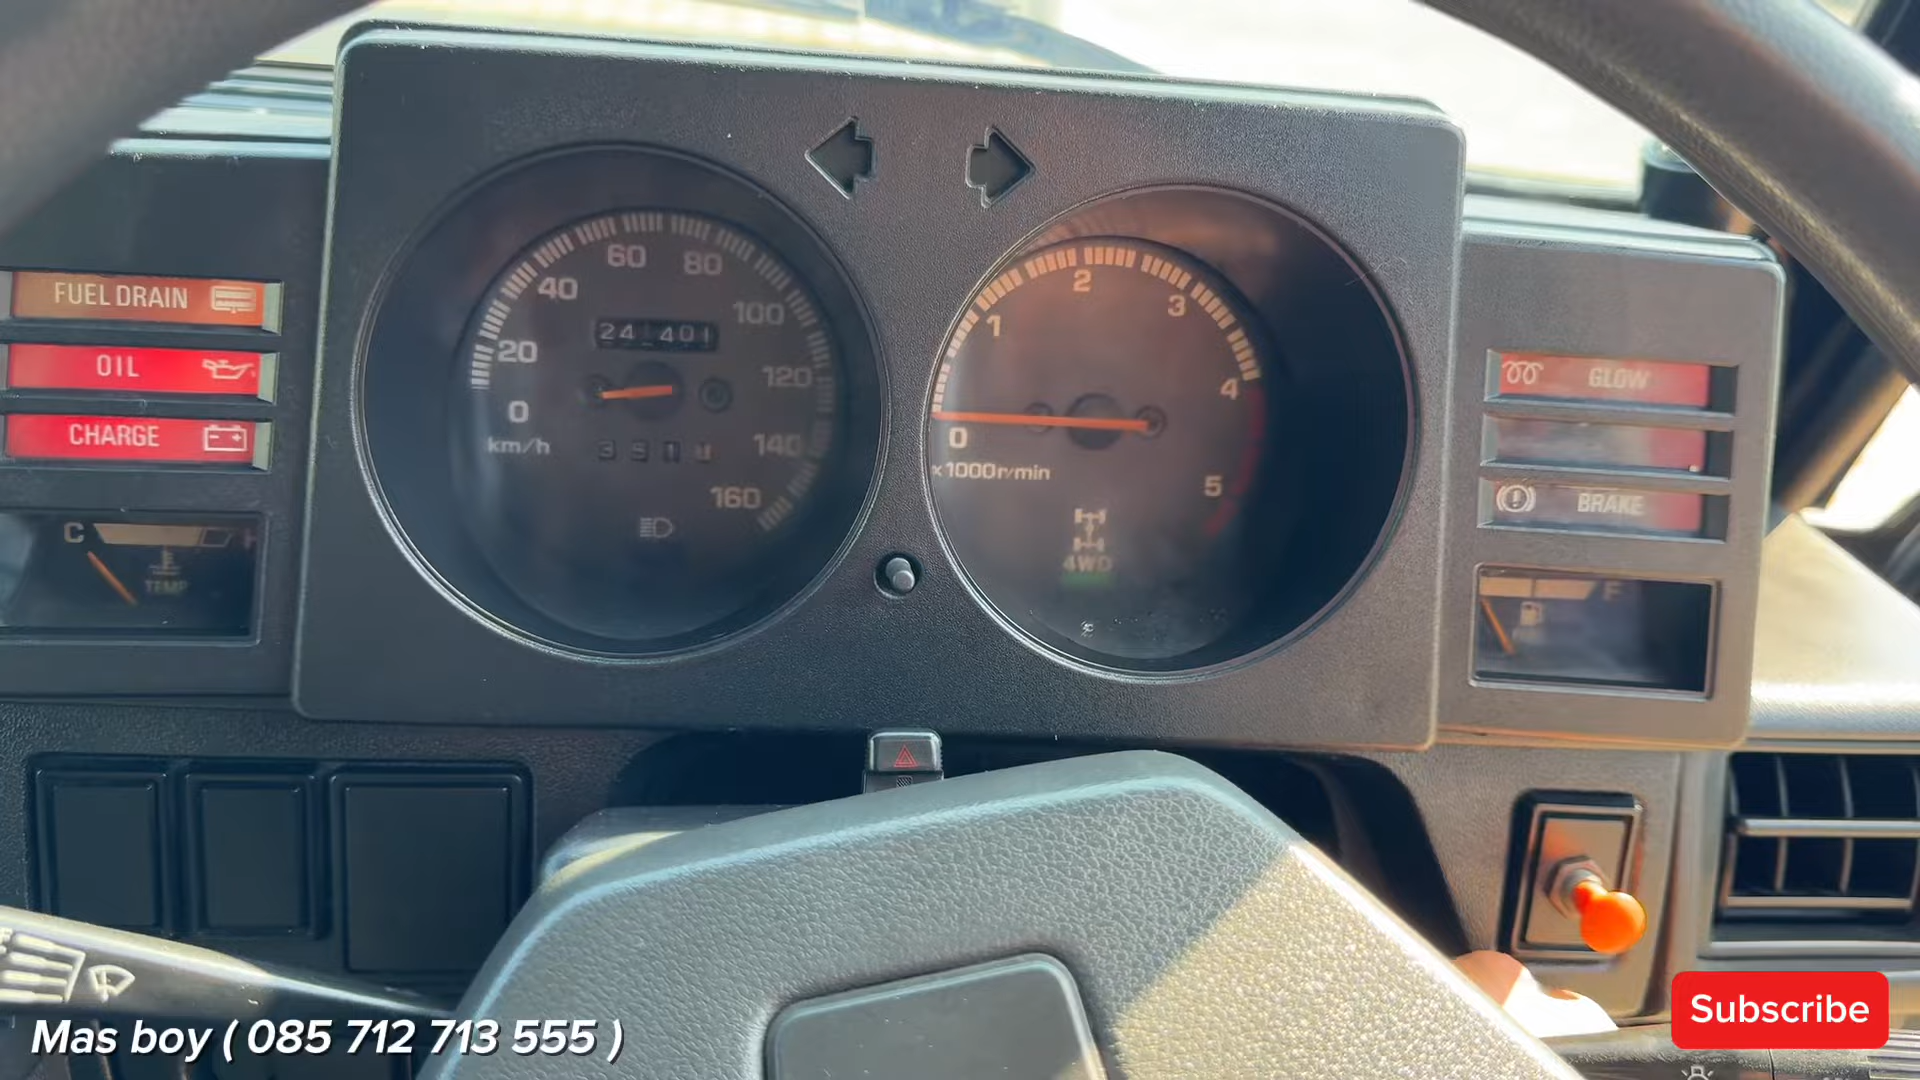 FUEL DRAIN
OIL
CHARGE
C
H
TEMP
0
20
40
60
80
100
120
140
160
km/h
0
1
2
3
4
5
x1000r/min
4WD
GLOW
BRAKE
F
Mas boy ( 085 712 713 555 )
Subscribe